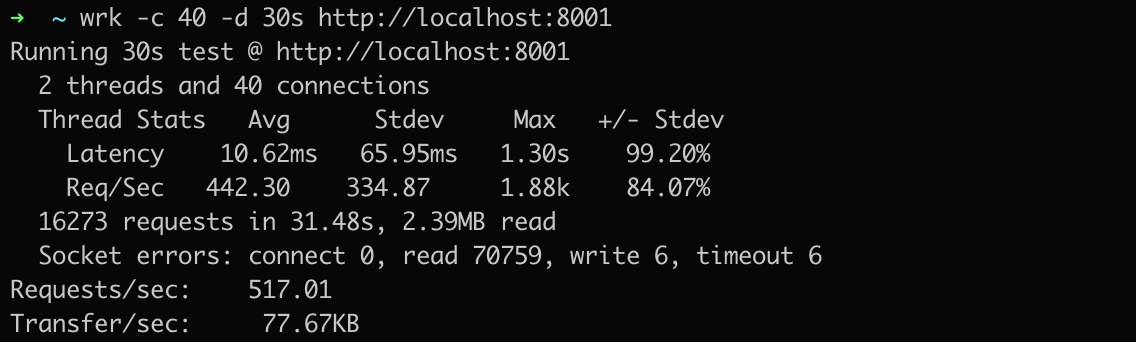 → ~ wrk -c 40 -d 30s http://localhost:8001
Running 30s test @ http://localhost:8001
  2 threads and 40 connections
  Thread Stats   Avg      Stdev     Max   +/- Stdev
    Latency    10.62ms   65.95ms   1.30s    99.20%
    Req/Sec   442.30    334.87     1.88k    84.07%
  16273 requests in 31.48s, 2.39MB read
  Socket errors: connect 0, read 70759, write 6, timeout 6
Requests/sec:    517.01
Transfer/sec:     77.67KB